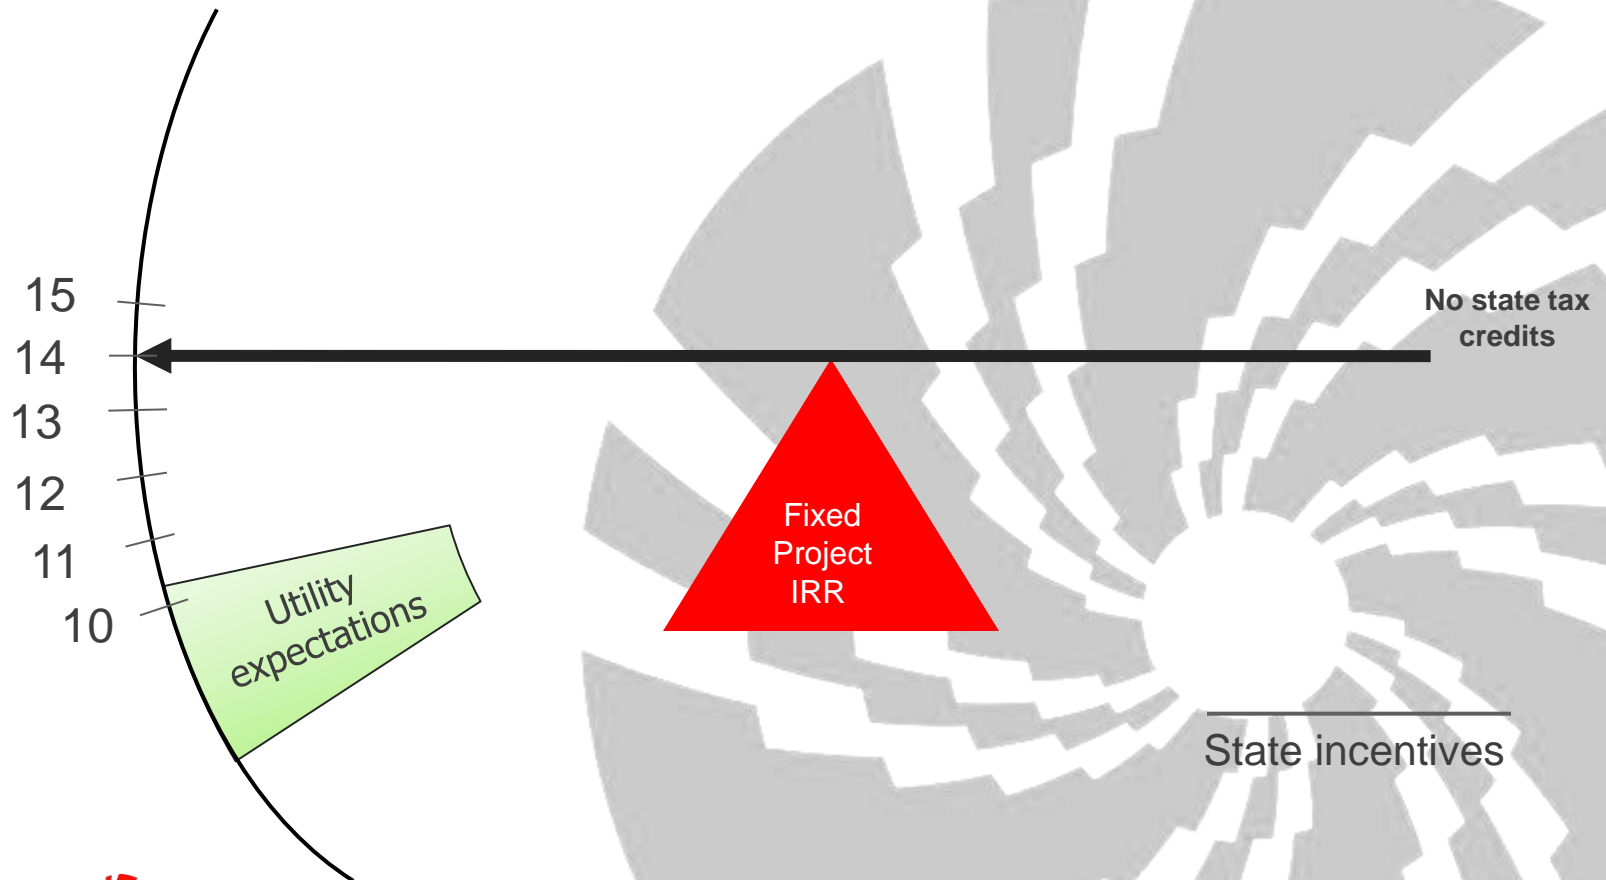 15
14
13
12
11
10
No state tax
credits
Fixed
Project
IRR
Utility
expectations
State incentives